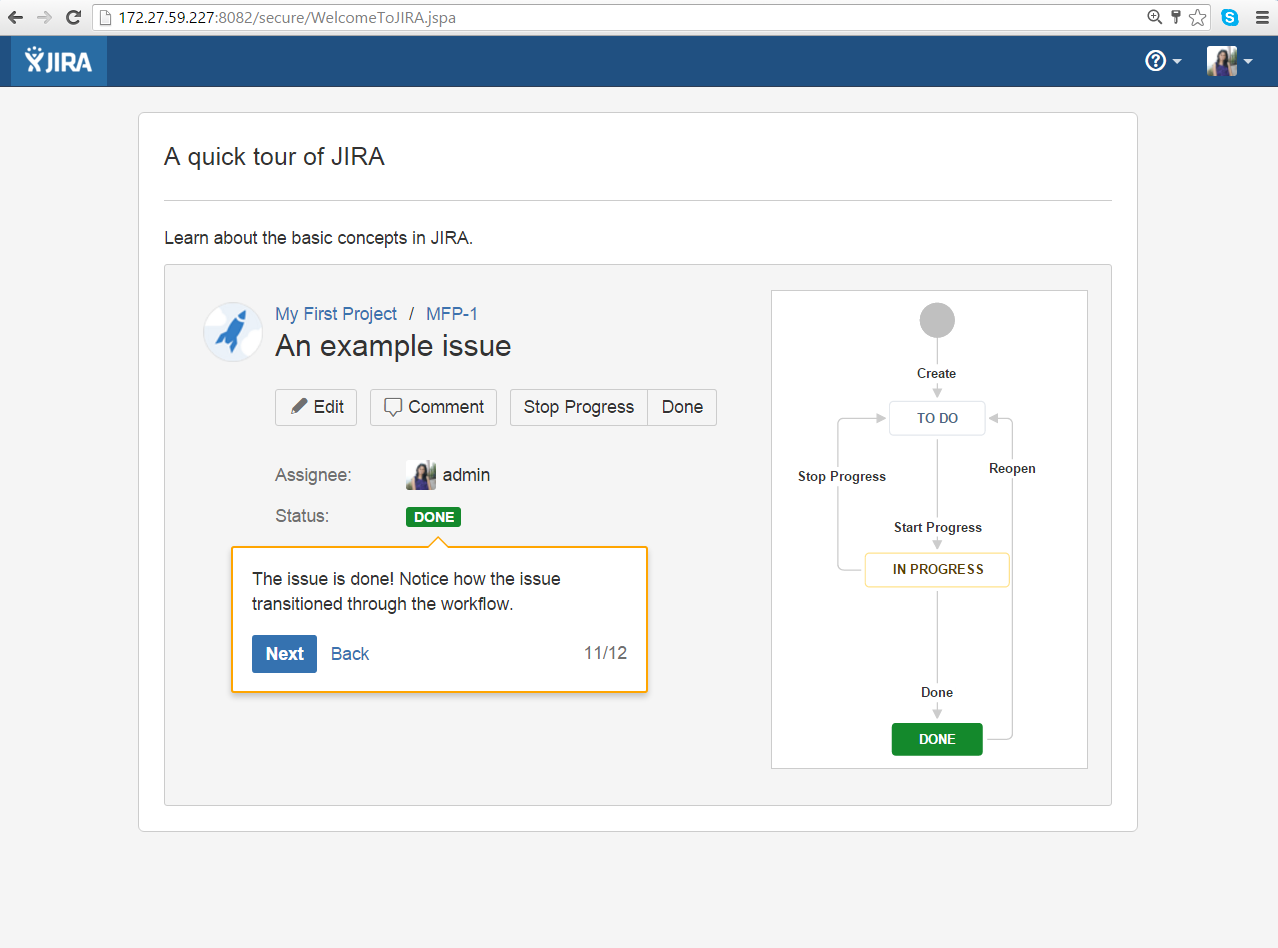 172.27.59.227:8082/secure/WelcomeToJIRA.jspa
JIRA
A quick tour of JIRA
Learn about the basic concepts in JIRA.
My First Project / MFP-1
An example issue
Edit Comment Stop Progress Done
Assignee: admin
Status: DONE
The issue is done! Notice how the issue
transitioned through the workflow.
Next Back 11/12
Create
TO DO
Stop Progress
Reopen
Start Progress
IN PROGRESS
Done
DONE